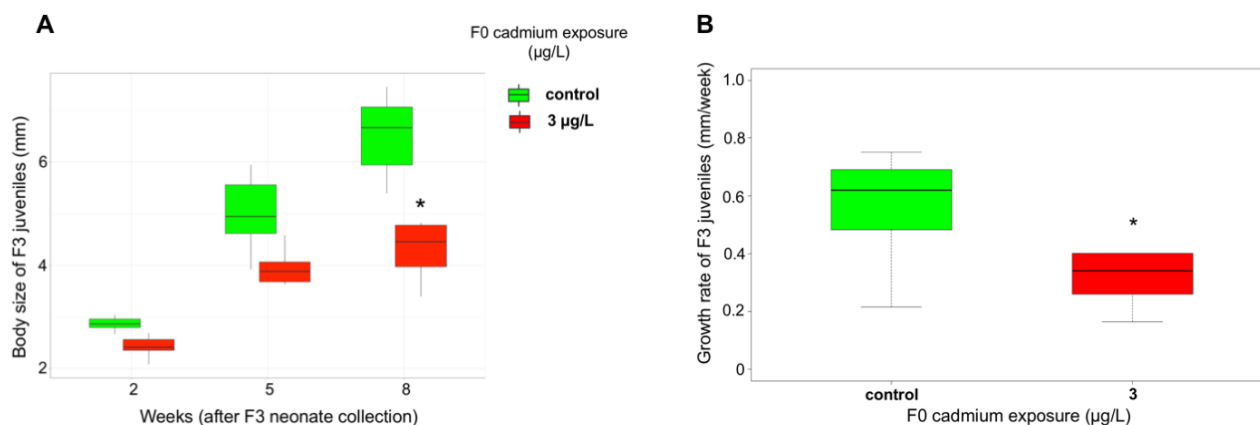 A
F0 cadmium exposure
(µg/L)
control
3 µg/L
Body size of F3 juveniles (mm)
6
4
2
*
2 5 8
Weeks (after F3 neonate collection)
B
Growth rate of F3 juveniles (mm/week)
1.0
0.8
0.6
0.4
0.2
0
*
control 3
F0 cadmium exposure (µg/L)